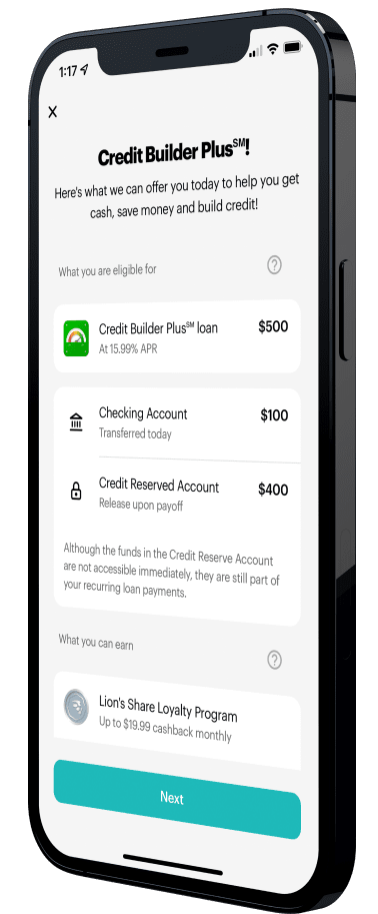 1:17
Credit Builder Plus℠!
Here's what we can offer you today to help you get
cash, save money and build credit!
What you are eligible for
?
Credit Builder Plus℠ loan
$500
At 15.99% APR
Checking Account
$100
Transferred today
Credit Reserved Account
$400
Release upon payoff
Although the funds in the Credit Reserve Account
are not accessible immediately, they are still part of
your recurring loan payments.
What you can earn
?
Lion's Share Loyalty Program
Up to $19.99 cashback monthly
Next